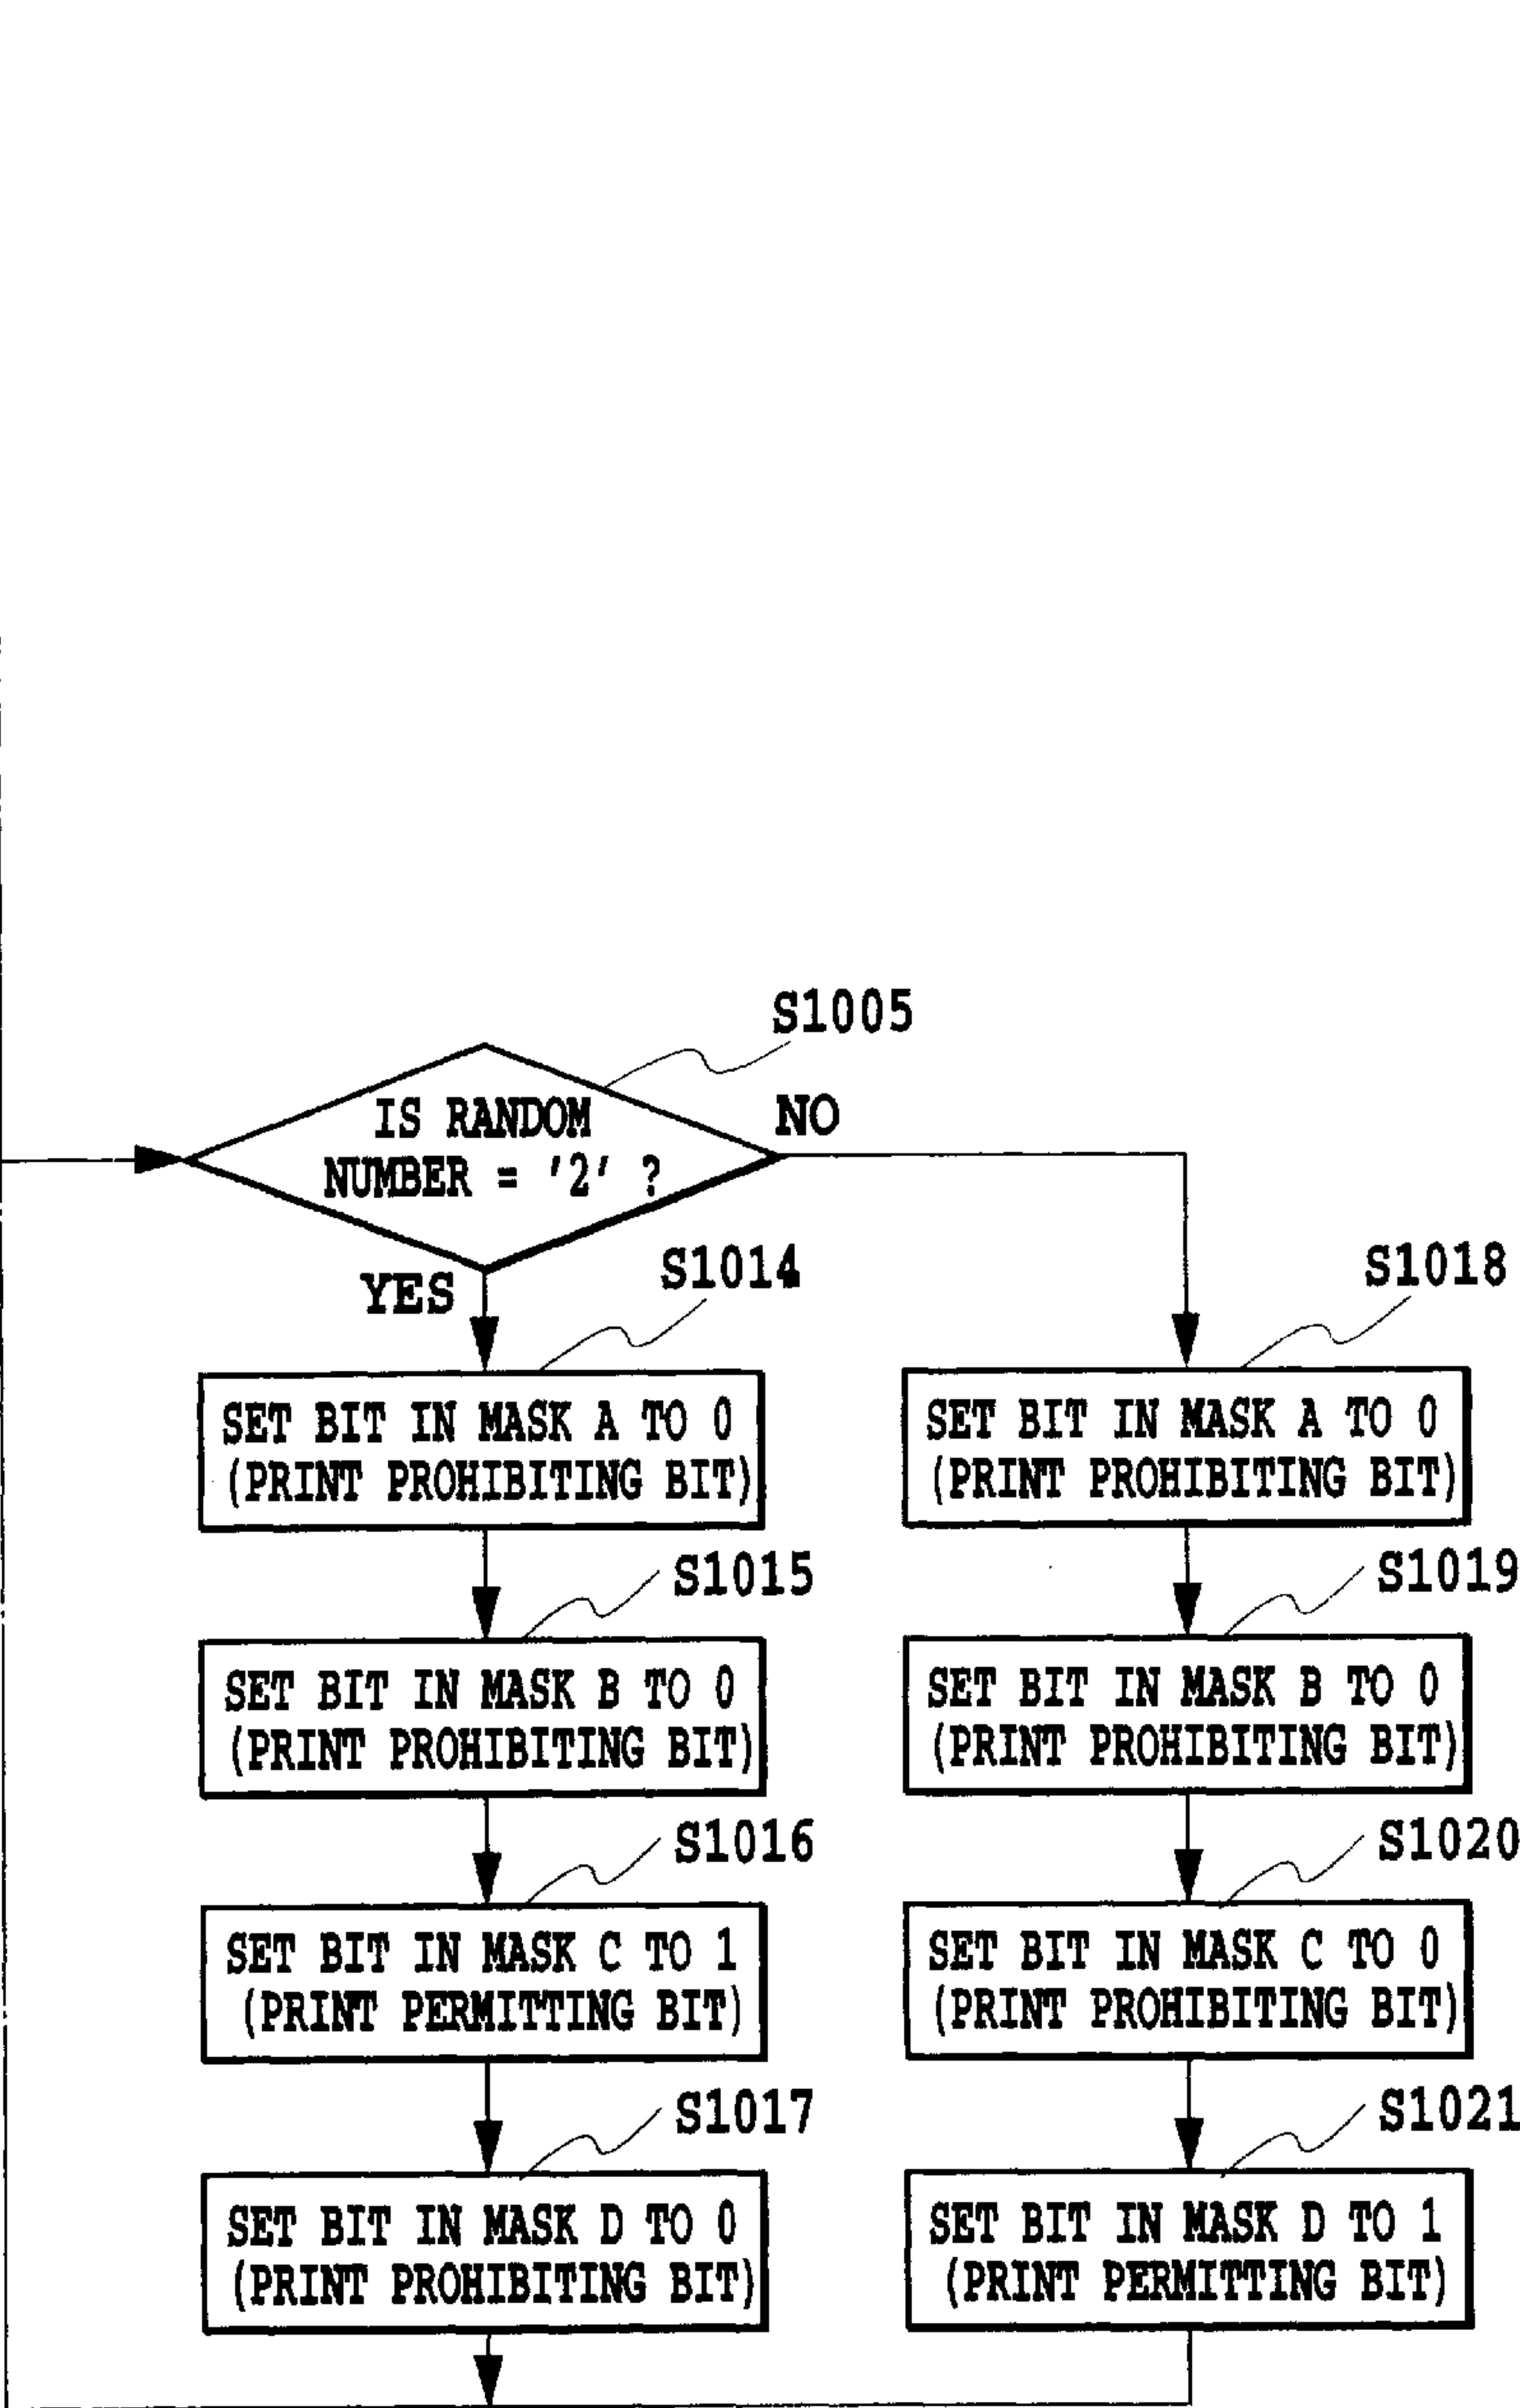 S1005
IS RANDOM
NUMBER = '2' ?
NO
YES
S1014
SET BIT IN MASK A TO 0
(PRINT PROHIBITING BIT)
S1015
SET BIT IN MASK B TO 0
(PRINT PROHIBITING BIT)
S1016
SET BIT IN MASK C TO 1
(PRINT PERMITTING BIT)
S1017
SET BIT IN MASK D TO 0
(PRINT PROHIBITING BIT)
S1018
SET BIT IN MASK A TO 0
(PRINT PROHIBITING BIT)
S1019
SET BIT IN MASK B TO 0
(PRINT PROHIBITING BIT)
S1020
SET BIT IN MASK C TO 0
(PRINT PROHIBITING BIT)
S1021
SET BIT IN MASK D TO 1
(PRINT PERMITTING BIT)